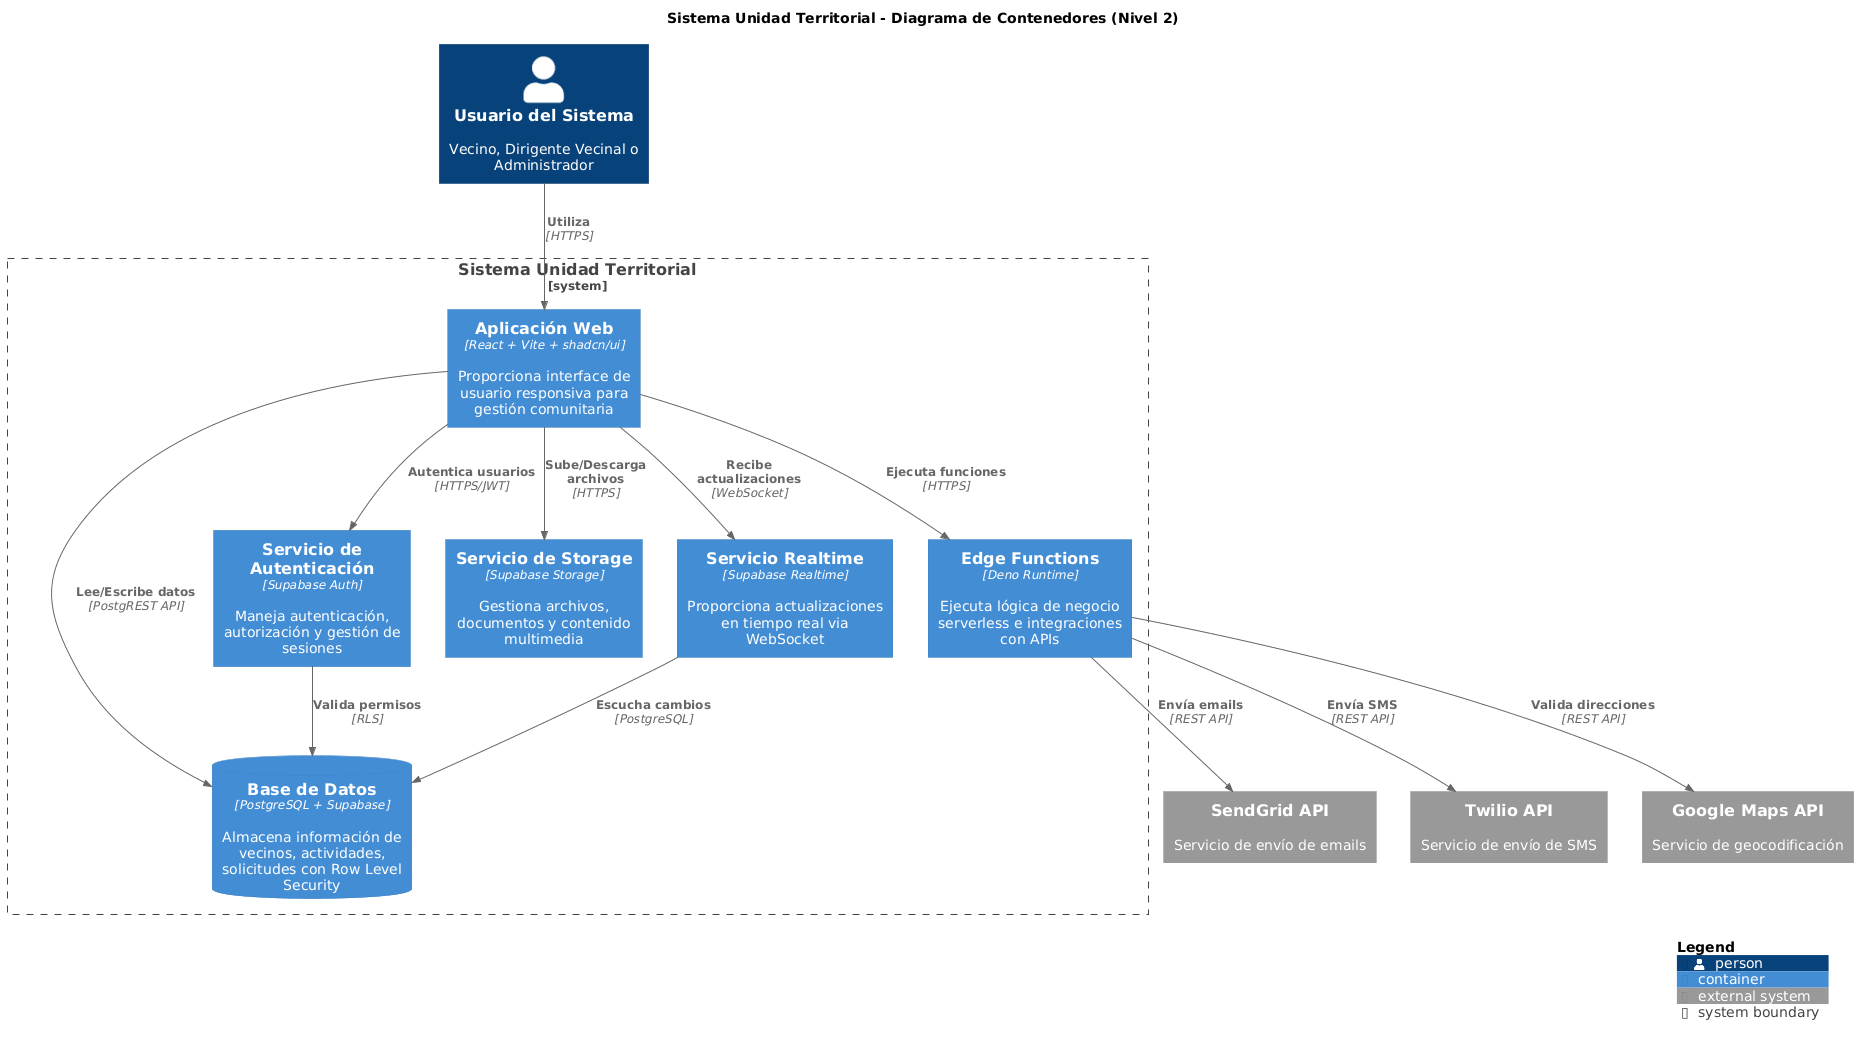 Sistema Unidad Territorial - Diagrama de Contenedores (Nivel 2)
Usuario del Sistema
Vecino, Dirigente Vecinal o
Administrador
Utiliza
[HTTPS]
Sistema Unidad Territorial
[system]
Aplicación Web
[React + Vite + shadcn/ui]
Proporciona interface de
usuario responsiva para
gestión comunitaria
Autentica usuarios
[HTTPS/JWT]
Sube/Descarga
archivos
[HTTPS]
Recibe
actualizaciones
[WebSocket]
Ejecuta funciones
[HTTPS]
Lee/Escribe datos
[PostgREST API]
Servicio de
Autenticación
[Supabase Auth]
Maneja autenticación,
autorización y gestión de
sesiones
Servicio de Storage
[Supabase Storage]
Gestiona archivos,
documentos y contenido
multimedia
Servicio Realtime
[Supabase Realtime]
Proporciona actualizaciones
en tiempo real via
WebSocket
Edge Functions
[Deno Runtime]
Ejecuta lógica de negocio
serverless e integraciones
con APIs
Valida permisos
[RLS]
Escucha cambios
[PostgreSQL]
Envía emails
[REST API]
Envía SMS
[REST API]
Valida direcciones
[REST API]
Base de Datos
[PostgreSQL + Supabase]
Almacena información de
vecinos, actividades,
solicitudes con Row Level
Security
SendGrid API
Servicio de envío de emails
Twilio API
Servicio de envío de SMS
Google Maps API
Servicio de geocodificación
Legend
person
container
external system
system boundary